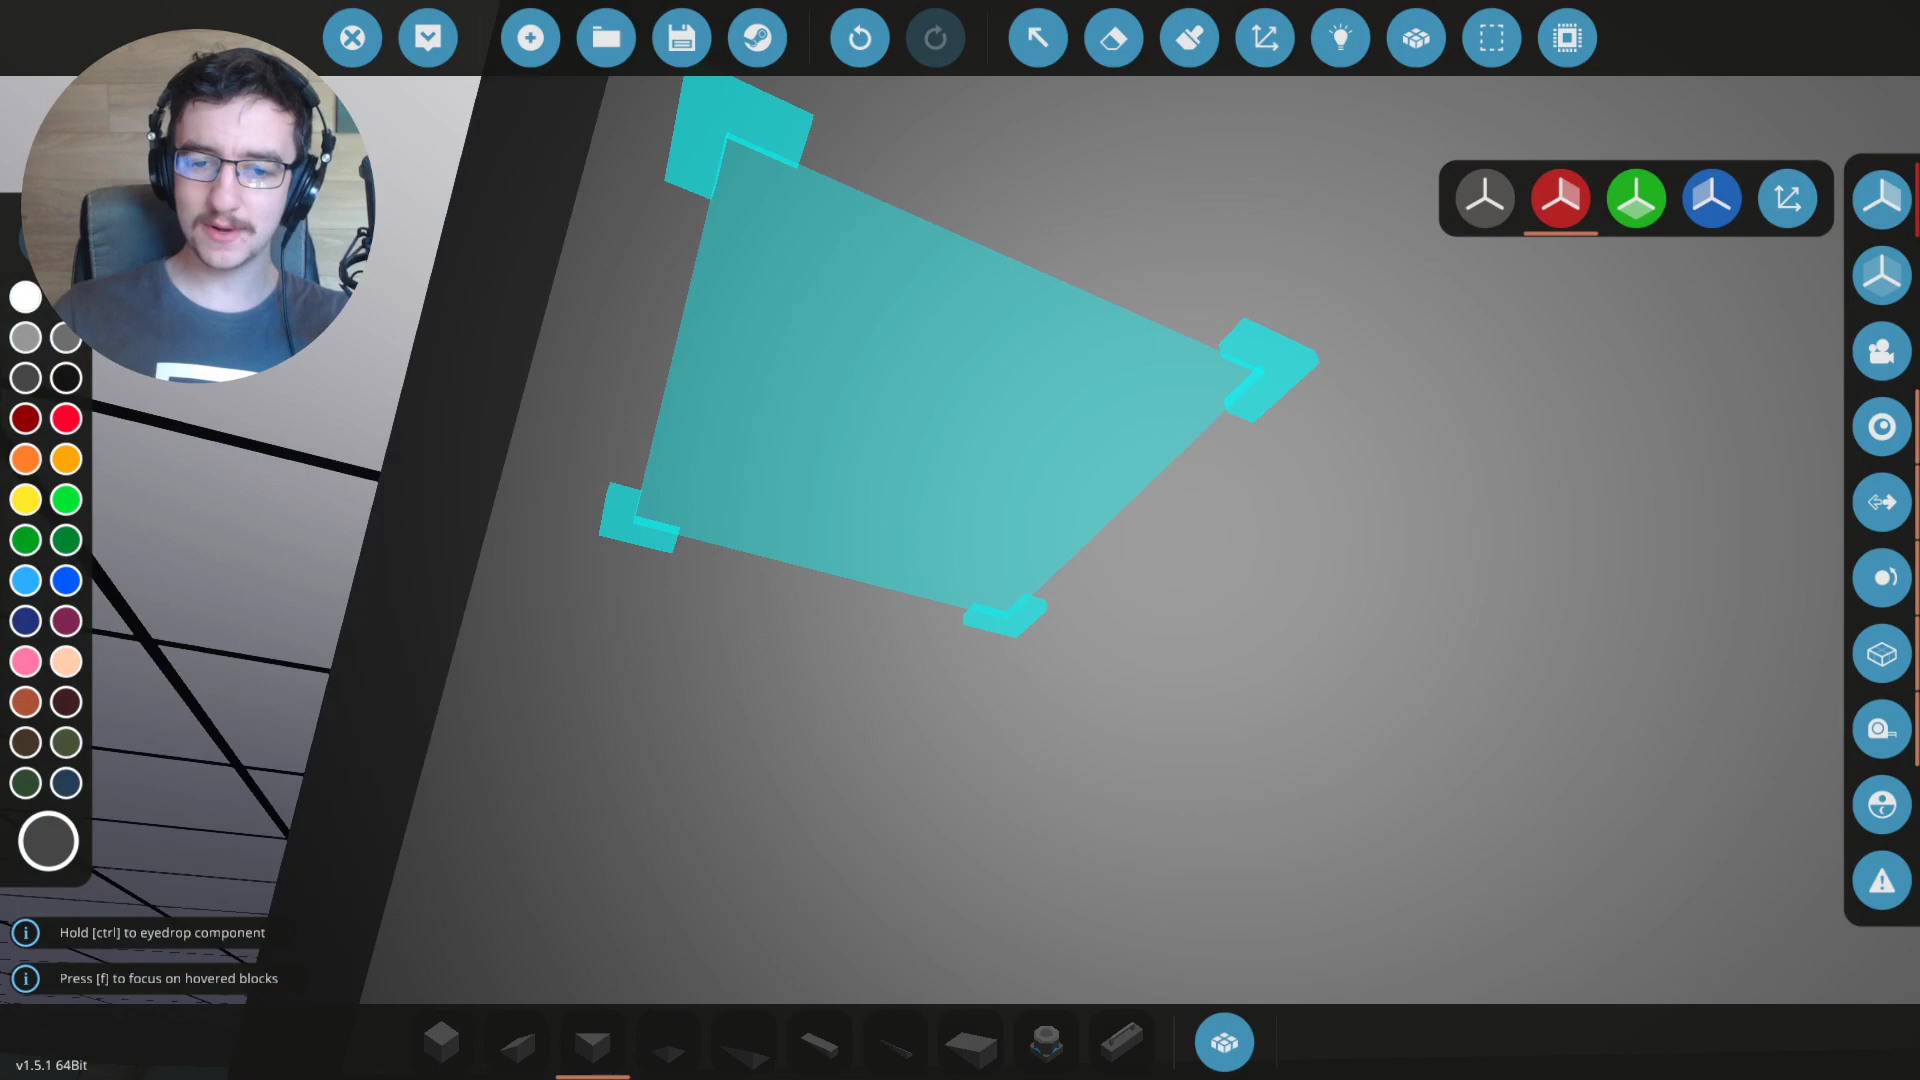 Hold [ctrl] to eyedrop component
Press [f] to focus on hovered blocks
v1.5.1 64Bit